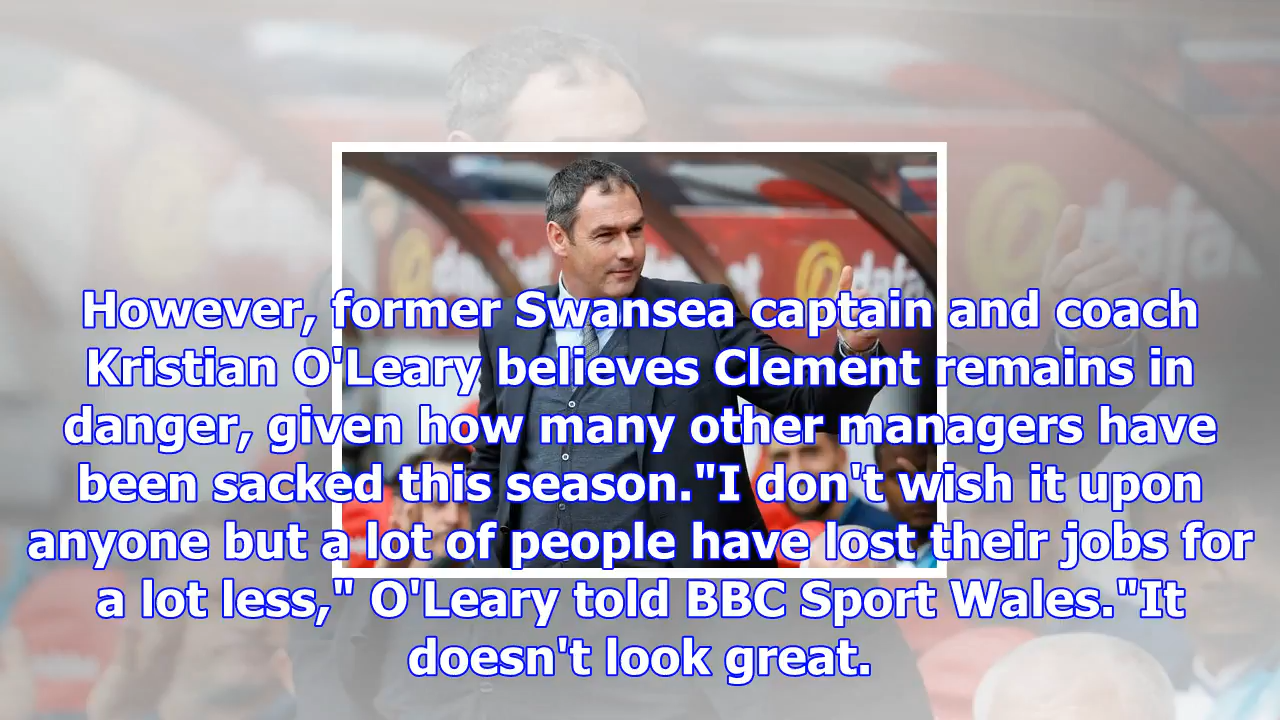 However, former Swansea captain and coach
Kristian O'Leary believes Clement remains in
danger, given how many other managers have
been sacked this season."I don't wish it upon
anyone but a lot of people have lost their jobs for
a lot less," O'Leary told BBC Sport Wales."It
doesn't look great.